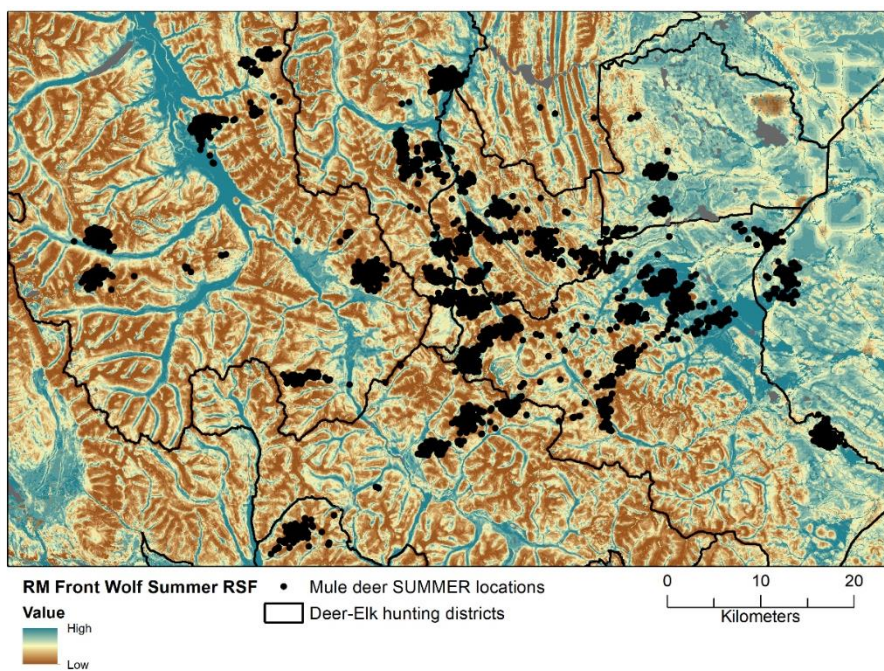 RM Front Wolf Summer RSF
Value
High
Low
Mule deer SUMMER locations
Deer-Elk hunting districts
0 10 20
Kilometers